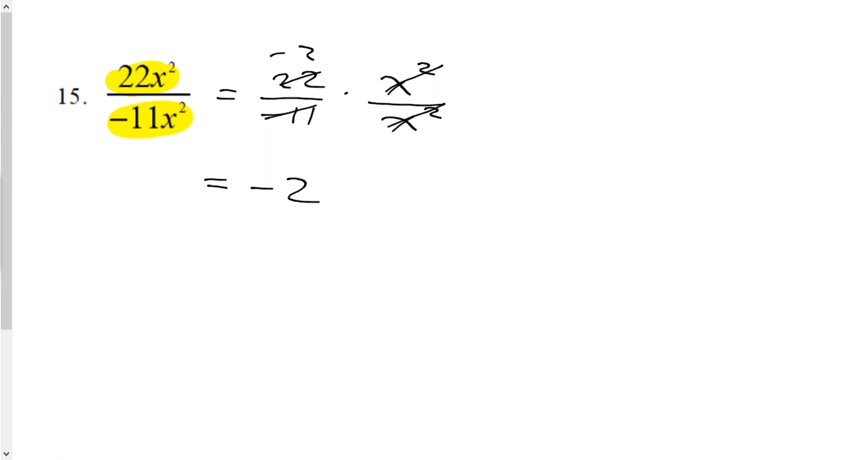 15. 22x² / −11x² = −2 22 / −11 · x² / x²
= −2